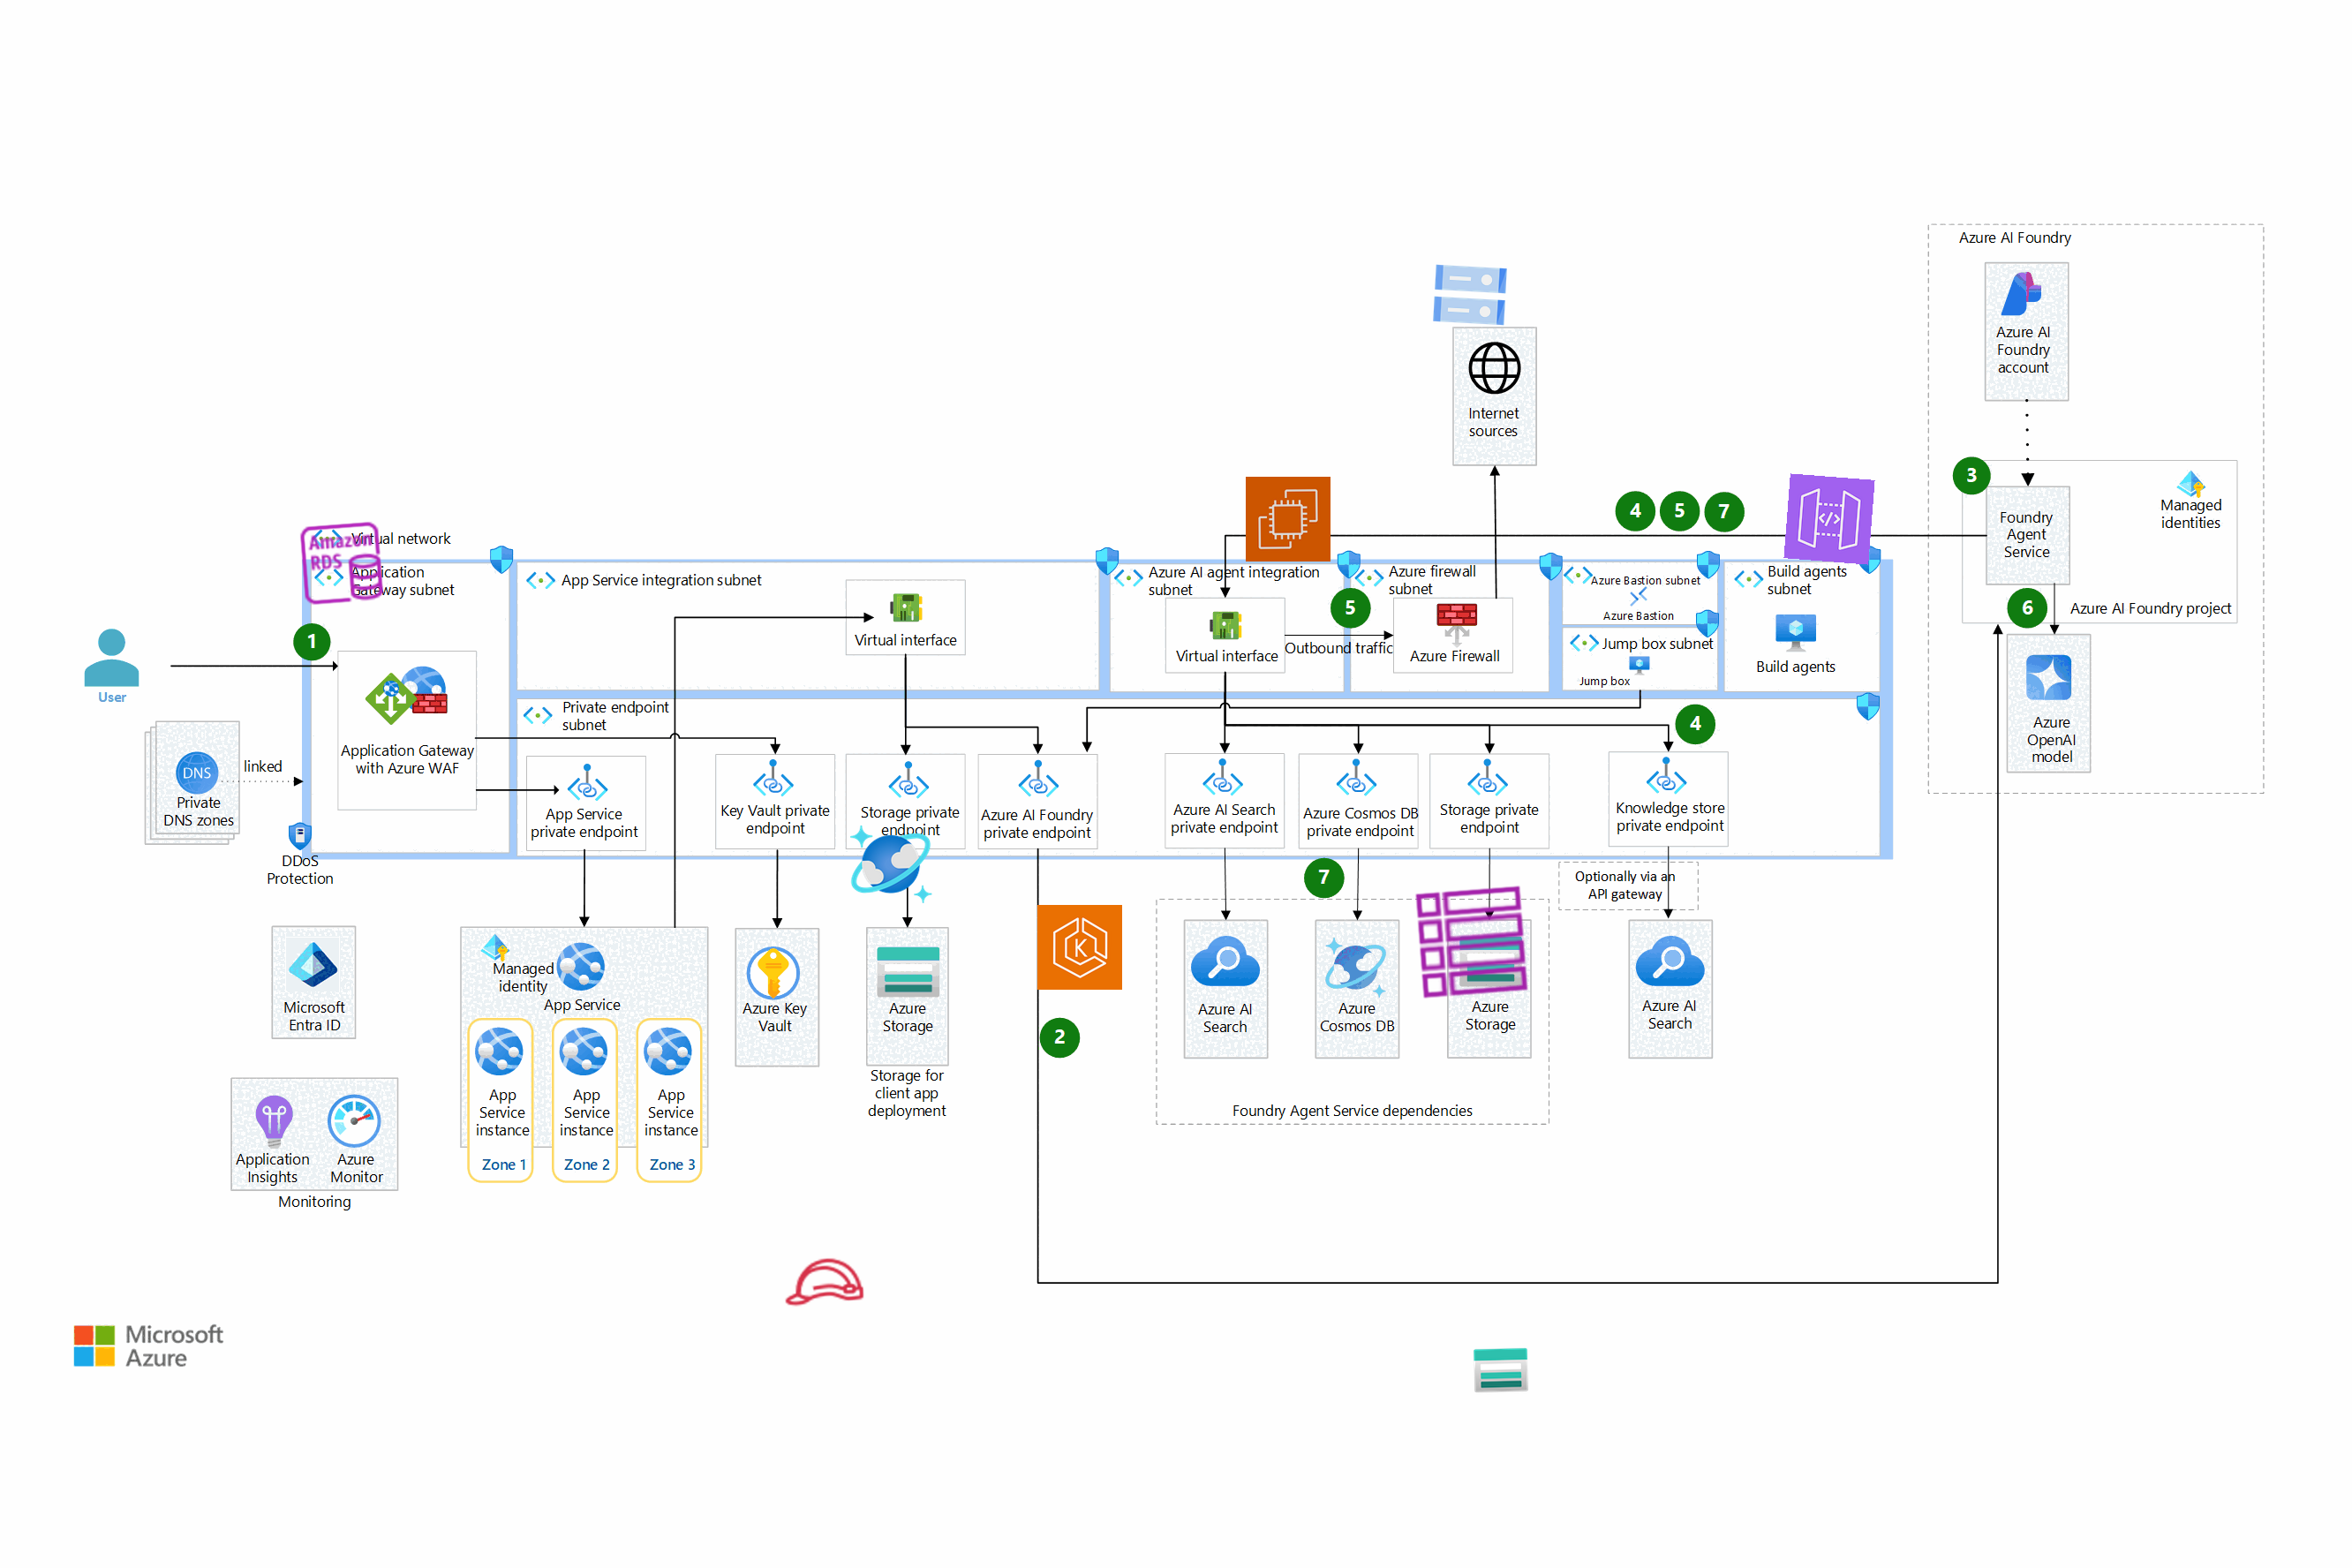 Azure AI Foundry
Azure AI
Foundry
account
Internet
sources
3
Managed
identities
4
5
7
Foundry
Agent
Service
6
Azure AI Foundry project
Azure
OpenAI
model
Amazon
RDS
Virtual network
Application
Gateway subnet
App Service integration subnet
Virtual interface
Azure AI agent integration
subnet
Virtual interface
Outbound traffic
5
Azure firewall
subnet
Azure Firewall
Azure Bastion subnet
Azure Bastion
Jump box subnet
Jump box
Build agents
subnet
Build agents
1
User
Application Gateway
with Azure WAF
DNS
linked
Private
DNS zones
DDoS
Protection
Private endpoint
subnet
App Service
private endpoint
Key Vault private
endpoint
Storage private
endpoint
Azure AI Foundry
private endpoint
Azure AI Search
private endpoint
Azure Cosmos DB
private endpoint
Storage private
endpoint
4
Knowledge store
private endpoint
7
Optionally via an
API gateway
Microsoft
Entra ID
Managed
identity
App Service
App
Service
instance
Zone 1
App
Service
instance
Zone 2
App
Service
instance
Zone 3
Azure Key
Vault
Azure
Storage
Storage for
client app
deployment
K
2
Azure AI
Search
Azure
Cosmos DB
Azure
Storage
Foundry Agent Service dependencies
Azure AI
Search
Application
Insights
Azure
Monitor
Monitoring
Microsoft
Azure